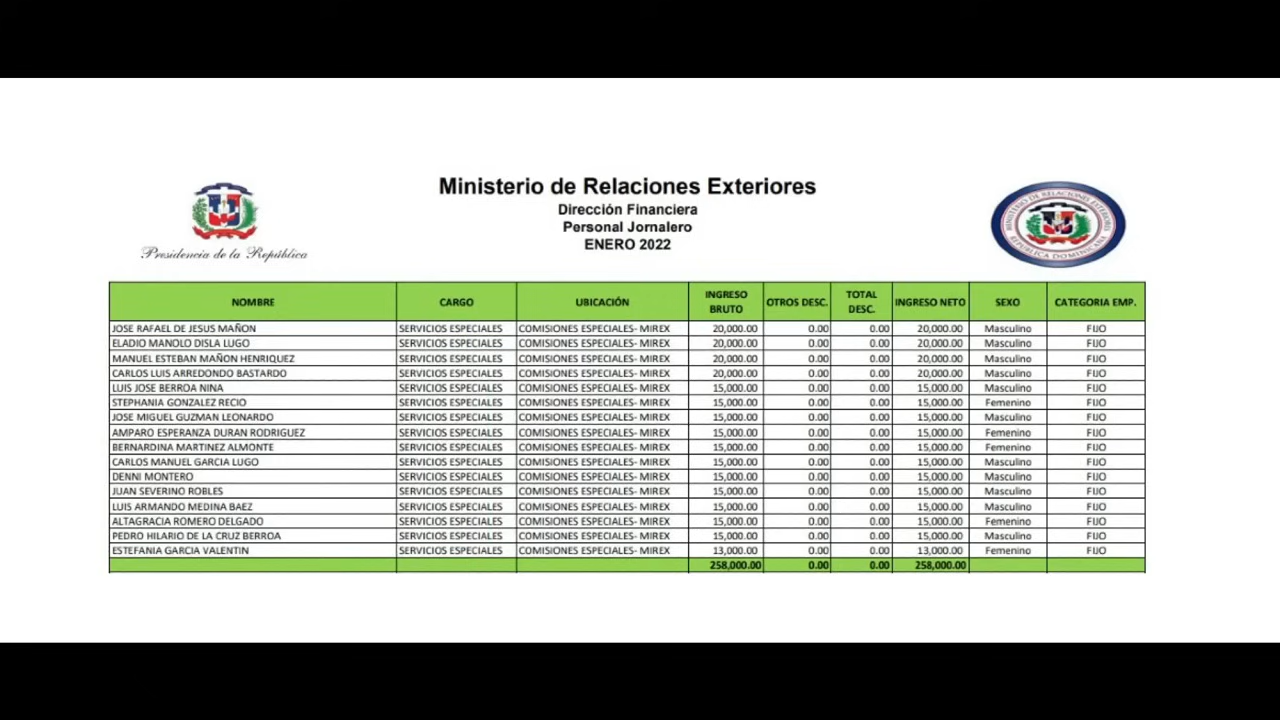 Ministerio de Relaciones Exteriores
Dirección Financiera
Personal Jornalero
ENERO 2022
Presidencia de la República
MINISTERIO DE RELACIONES EXTERIORES
REPÚBLICA DOMINICANA
NOMBRE CARGO UBICACIÓN INGRESO BRUTO OTROS DESC. TOTAL DESC. INGRESO NETO SEXO CATEGORIA EMP.
JOSE RAFAEL DE JESUS MAÑON SERVICIOS ESPECIALES COMISIONES ESPECIALES- MIREX 20,000.00 0.00 0.00 20,000.00 Masculino FIJO
ELADIO MANOLO DISLA LUGO SERVICIOS ESPECIALES COMISIONES ESPECIALES- MIREX 20,000.00 0.00 0.00 20,000.00 Masculino FIJO
MANUEL ESTEBAN MAÑON HENRIQUEZ SERVICIOS ESPECIALES COMISIONES ESPECIALES- MIREX 20,000.00 0.00 0.00 20,000.00 Masculino FIJO
CARLOS LUIS ARREDONDO BASTARDO SERVICIOS ESPECIALES COMISIONES ESPECIALES- MIREX 20,000.00 0.00 0.00 20,000.00 Masculino FIJO
LUIS JOSE BERROA NINA SERVICIOS ESPECIALES COMISIONES ESPECIALES- MIREX 15,000.00 0.00 0.00 15,000.00 Masculino FIJO
STEPHANIA GONZALEZ RECIO SERVICIOS ESPECIALES COMISIONES ESPECIALES- MIREX 15,000.00 0.00 0.00 15,000.00 Femenino FIJO
JOSE MIGUEL GUZMAN LEONARDO SERVICIOS ESPECIALES COMISIONES ESPECIALES- MIREX 15,000.00 0.00 0.00 15,000.00 Masculino FIJO
AMPARO ESPERANZA DURAN RODRIGUEZ SERVICIOS ESPECIALES COMISIONES ESPECIALES- MIREX 15,000.00 0.00 0.00 15,000.00 Femenino FIJO
BERNARDINA MARTINEZ ALMONTE SERVICIOS ESPECIALES COMISIONES ESPECIALES- MIREX 15,000.00 0.00 0.00 15,000.00 Femenino FIJO
CARLOS MANUEL GARCIA LUGO SERVICIOS ESPECIALES COMISIONES ESPECIALES- MIREX 15,000.00 0.00 0.00 15,000.00 Masculino FIJO
DENNI MONTERO SERVICIOS ESPECIALES COMISIONES ESPECIALES- MIREX 15,000.00 0.00 0.00 15,000.00 Masculino FIJO
JUAN SEVERINO ROBLES SERVICIOS ESPECIALES COMISIONES ESPECIALES- MIREX 15,000.00 0.00 0.00 15,000.00 Masculino FIJO
LUIS ARMANDO MEDINA BAEZ SERVICIOS ESPECIALES COMISIONES ESPECIALES- MIREX 15,000.00 0.00 0.00 15,000.00 Masculino FIJO
ALTAGRACIA ROMERO DELGADO SERVICIOS ESPECIALES COMISIONES ESPECIALES- MIREX 15,000.00 0.00 0.00 15,000.00 Femenino FIJO
PEDRO HILARIO DE LA CRUZ BERROA SERVICIOS ESPECIALES COMISIONES ESPECIALES- MIREX 15,000.00 0.00 0.00 15,000.00 Masculino FIJO
ESTEFANIA GARCIA VALENTIN SERVICIOS ESPECIALES COMISIONES ESPECIALES- MIREX 13,000.00 0.00 0.00 13,000.00 Femenino FIJO
258,000.00 0.00 0.00 258,000.00